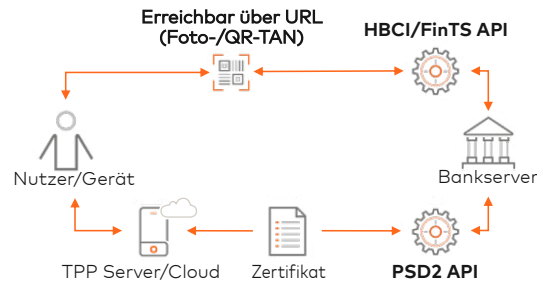 Erreichbar über URL
(Foto-/QR-TAN)
HBCI/FinTS API
Nutzer/Gerät
Bankserver
TPP Server/Cloud
Zertifikat
PSD2 API